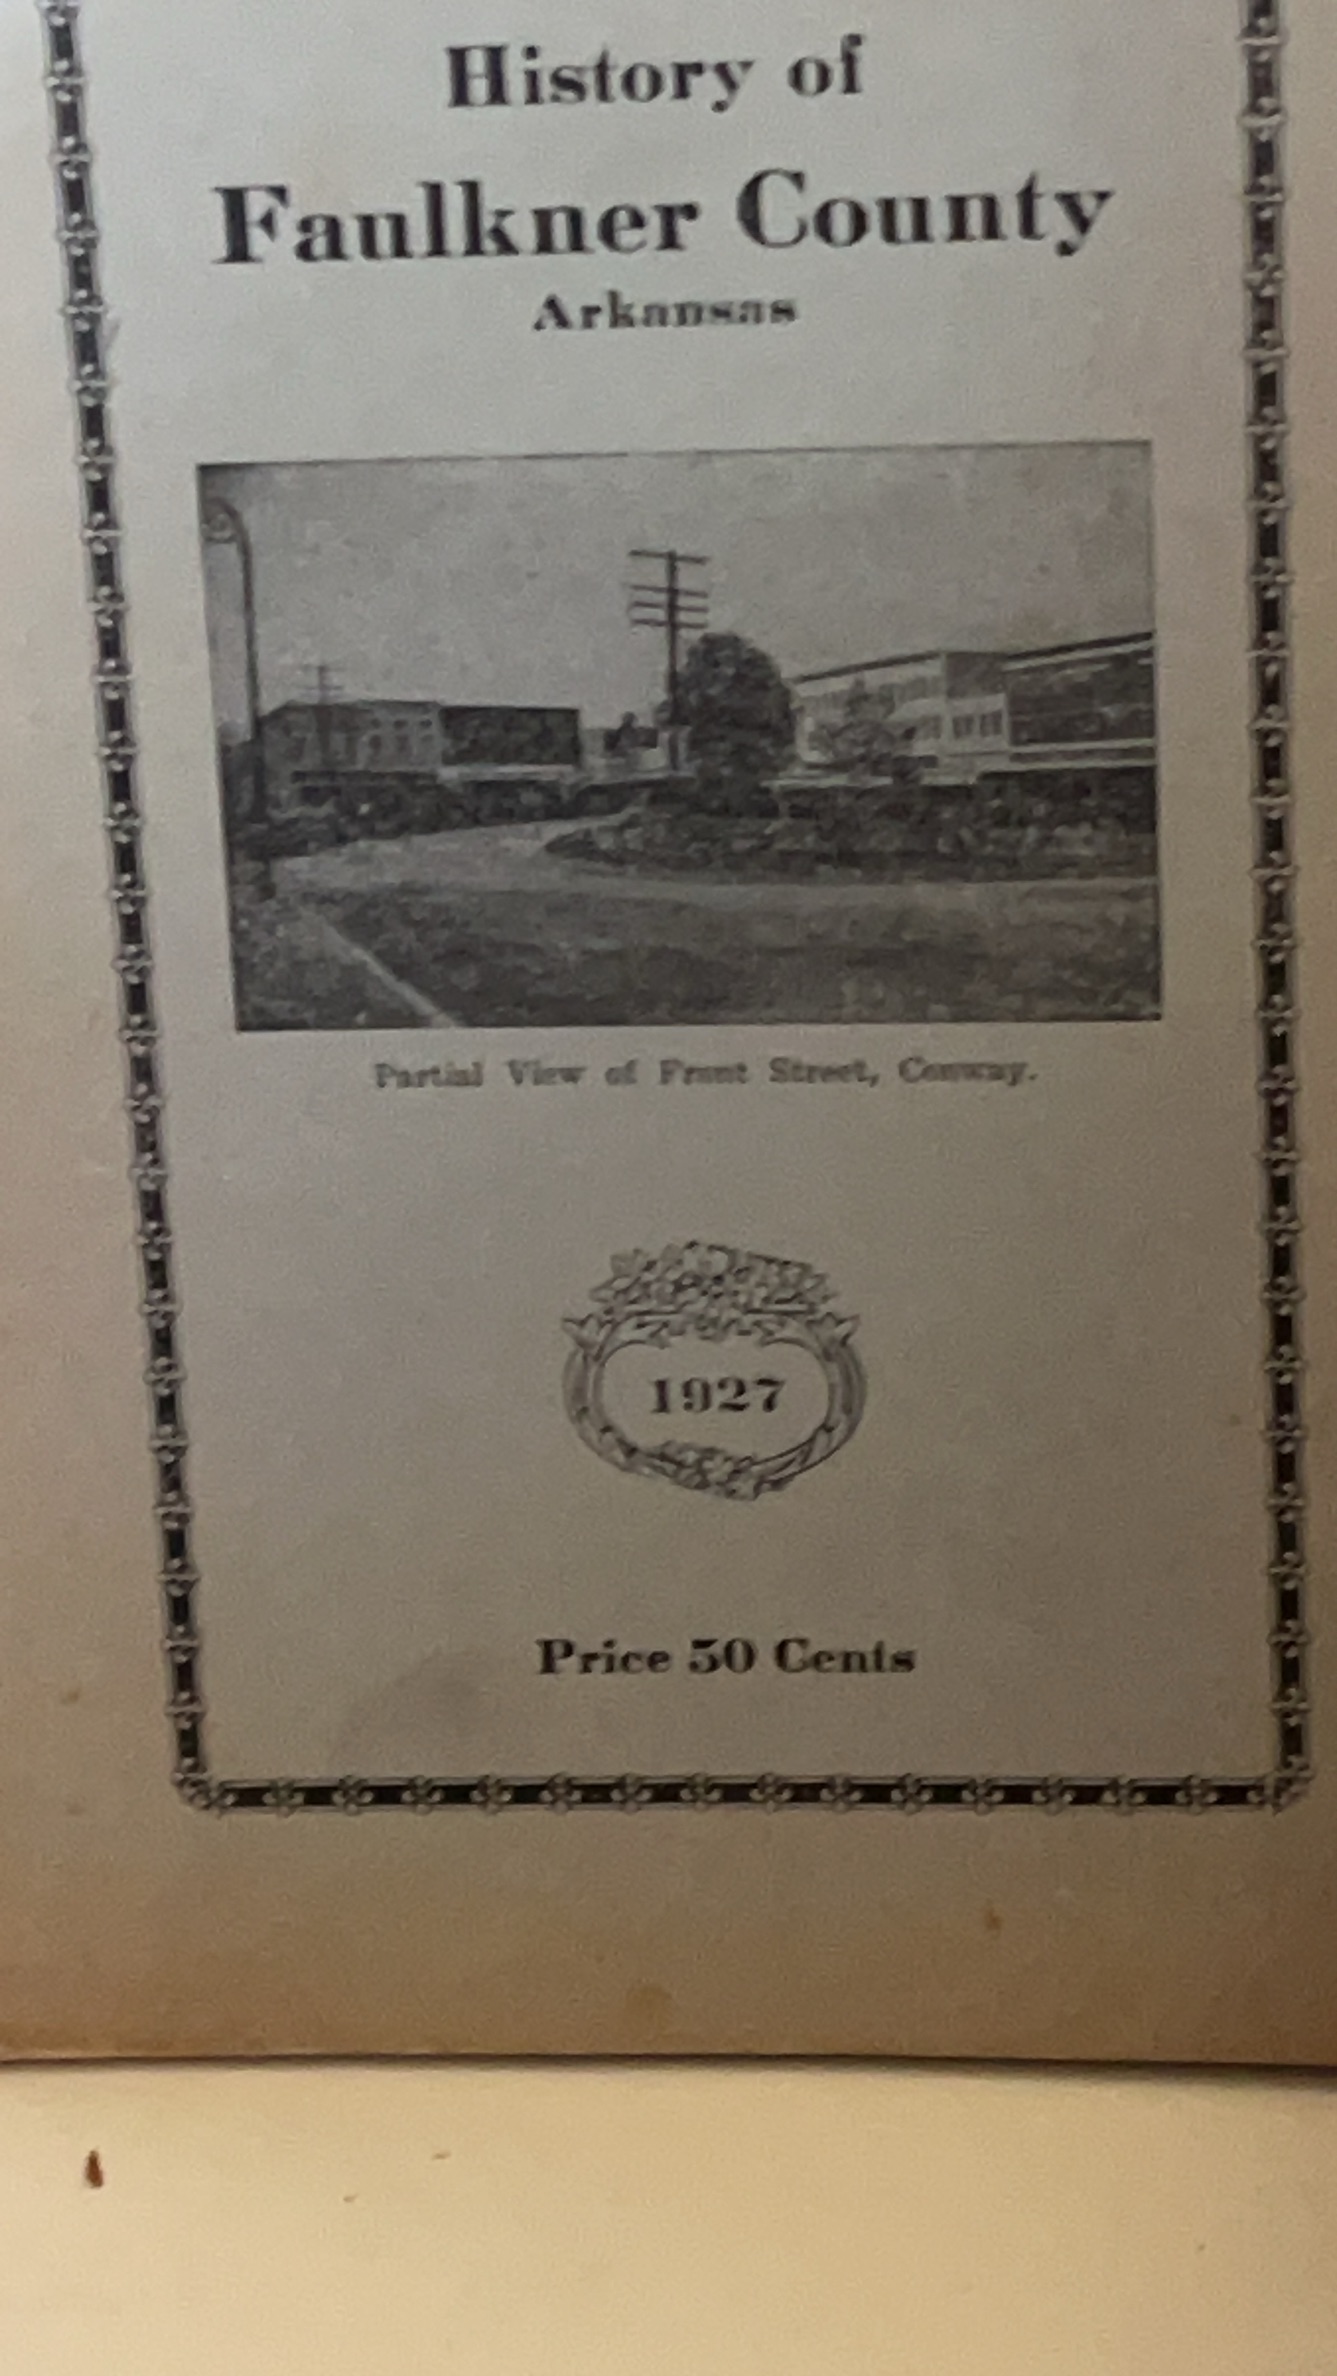 History of
Faulkner County
Arkansas
Partial View of Front Street, Conway.
1927
Price 50 Cents